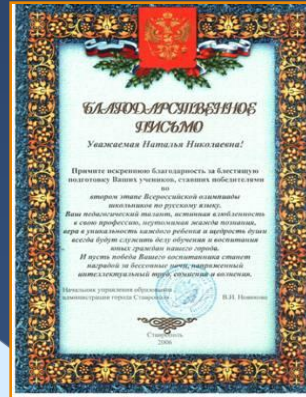 БЛАГОДАРСТВЕННОЕ
ПИСЬМО
Уважаемая Наталья Николаевна!
Примите искреннюю благодарность за блестящую
подготовку Ваших учеников, ставших победителями
во
втором этапе Всероссийской олимпиады
школьников по русскому языку.
Ваш педагогический талант, истинная влюбленность
в свою профессию, неутолимая жажда познания,
вера в уникальность каждого ребенка и щедрость души
всегда будут служить делу обучения и воспитания
юных граждан нашего города.
И пусть победа Вашего воспитанника станет
наградой за бессонные ночи, напряженный
интеллектуальный труд, сомнения и волнения.
Начальник управления образования
администрации города Ставрополя
В.Н.
Ставрополь
2006